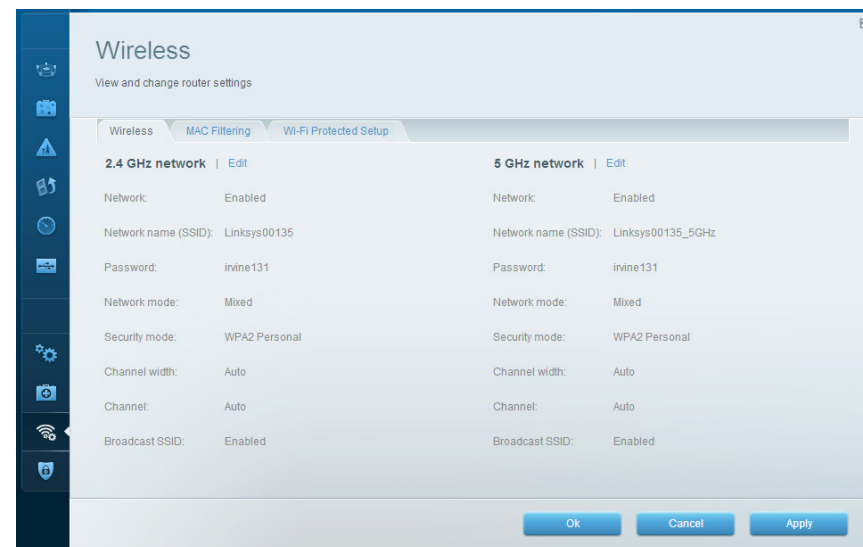 Wireless
View and change router settings
Wireless MAC Filtering Wi-Fi Protected Setup
2.4 GHz network | Edit 5 GHz network | Edit
Network: Enabled Network: Enabled
Network name (SSID): Linksys00135 Network name (SSID): Linksys00135_5GHz
Password: irvine131 Password: irvine131
Network mode: Mixed Network mode: Mixed
Security mode: WPA2 Personal Security mode: WPA2 Personal
Channel width: Auto Channel width: Auto
Channel: Auto Channel: Auto
Broadcast SSID: Enabled Broadcast SSID: Enabled
Ok Cancel Apply